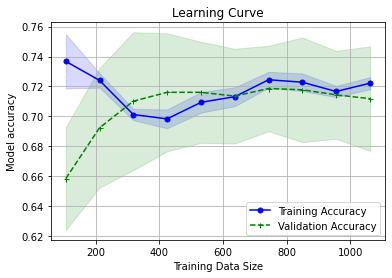 Learning Curve
Model accuracy
0.76
0.74
0.72
0.70
0.68
0.66
0.64
0.62
Training Accuracy
Validation Accuracy
200 400 600 800 1000
Training Data Size